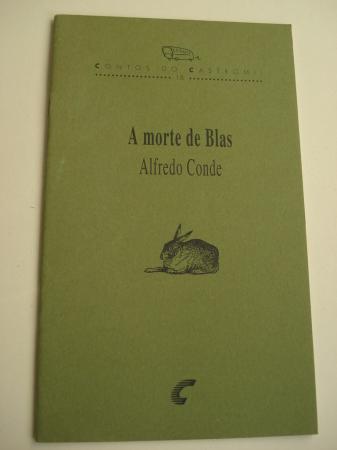 CONTOS DO CASTROMIL
18
A morte de Blas
Alfredo Conde
C